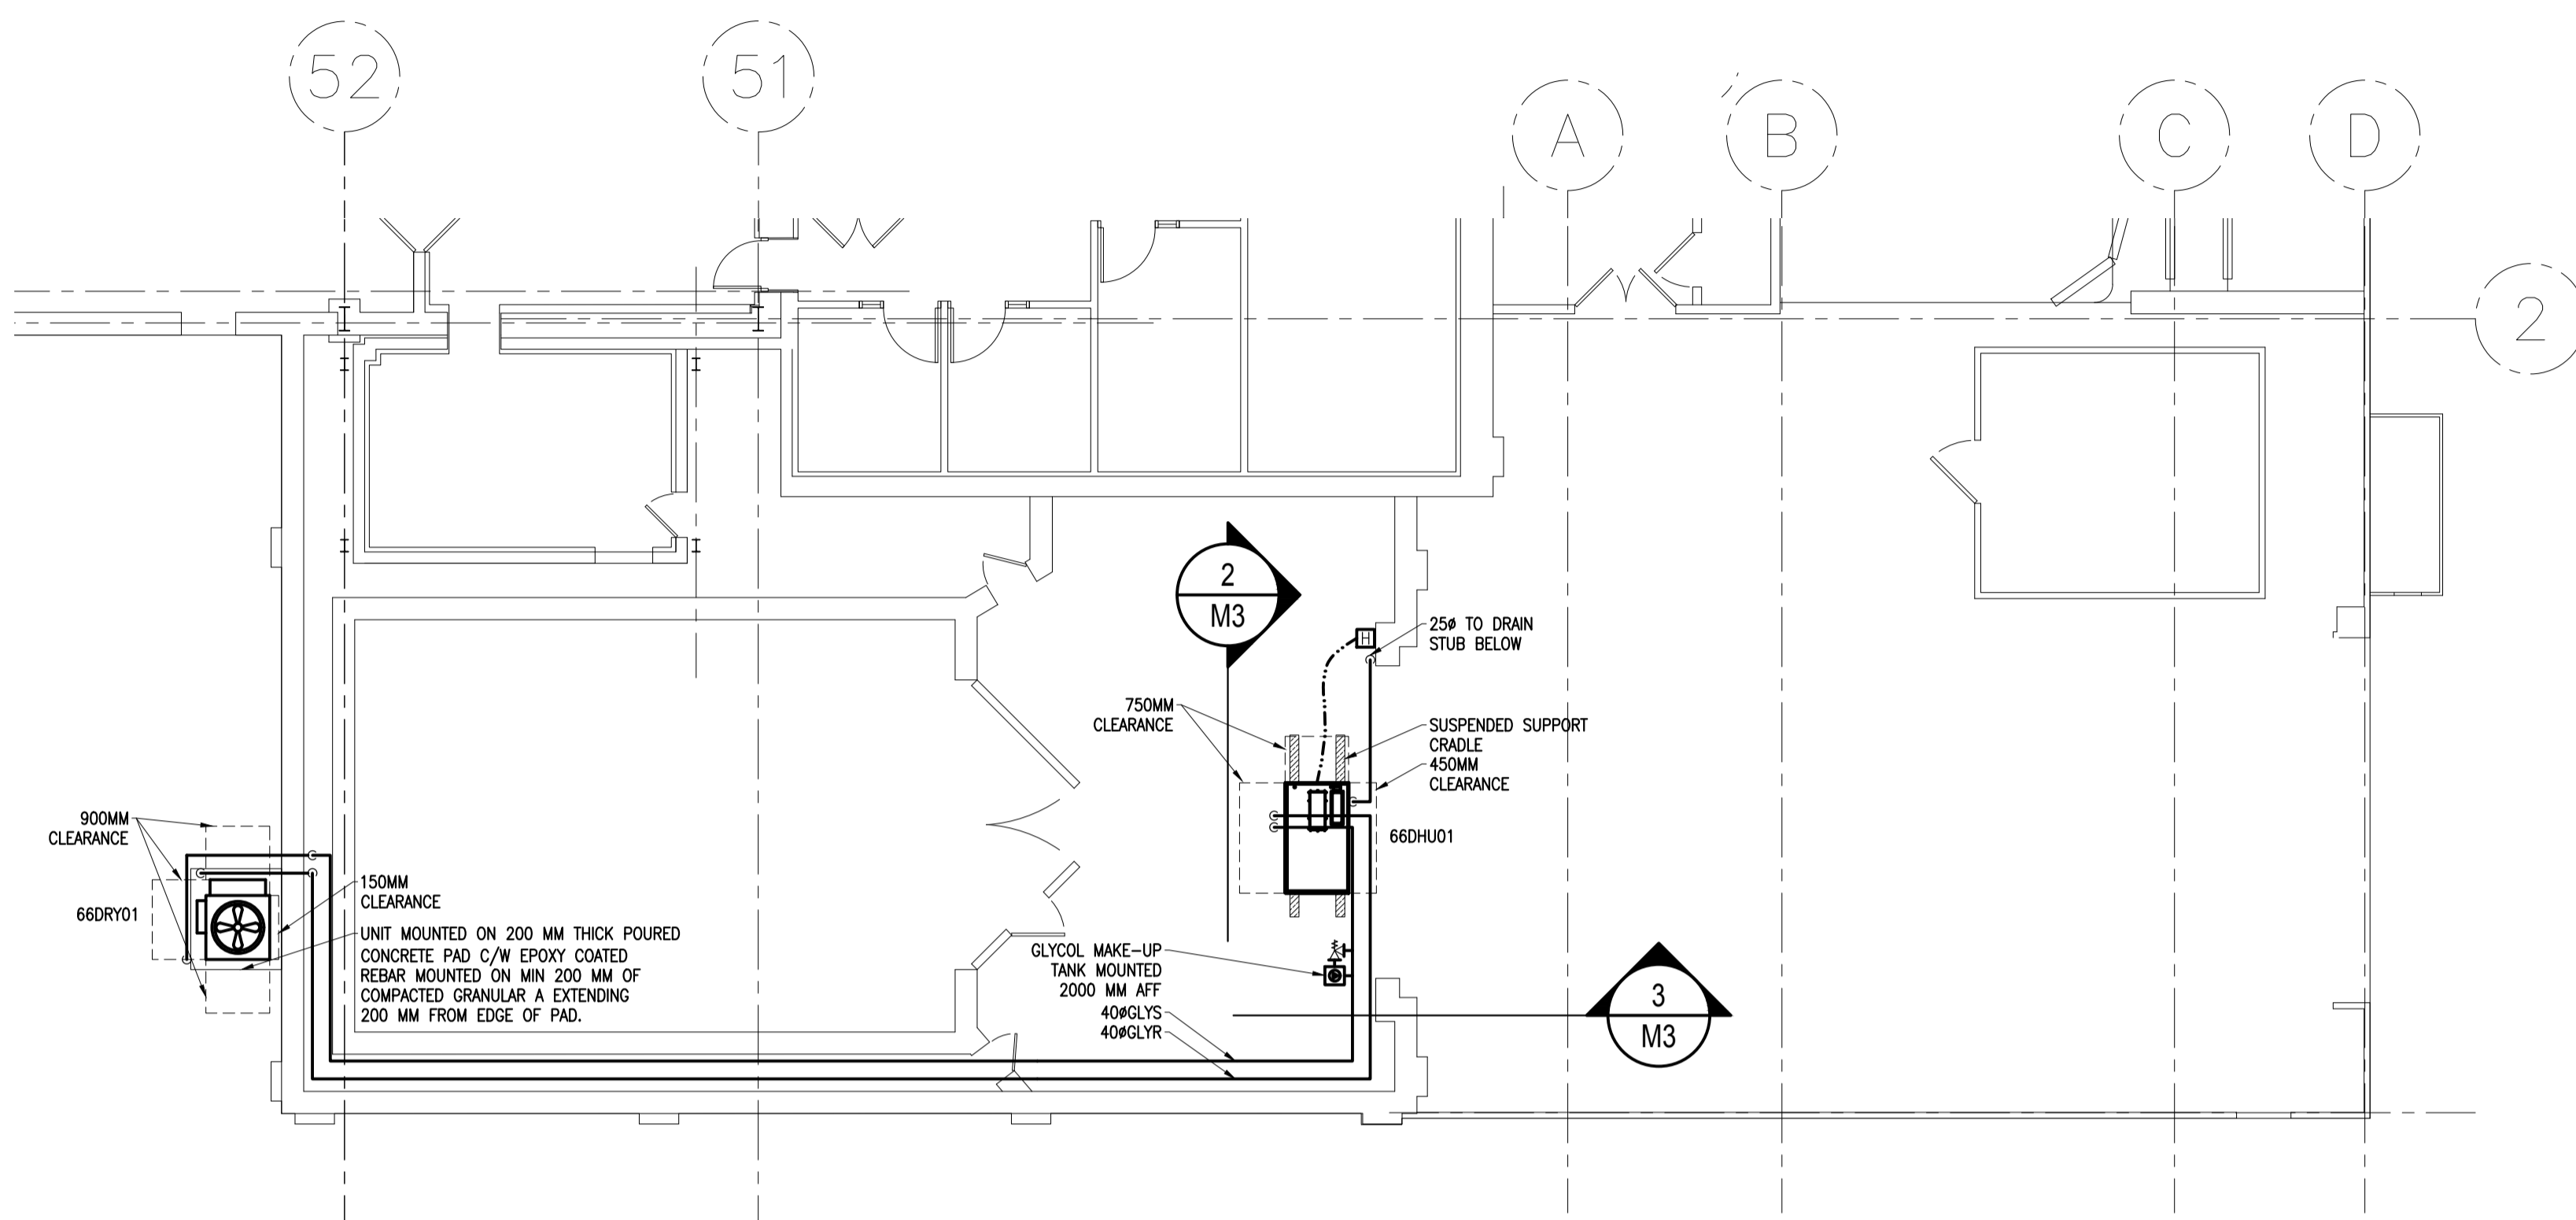 52
51
A
B
C
D
2
2
M3
H
25ø TO DRAIN
STUB BELOW
750MM
CLEARANCE
SUSPENDED SUPPORT
CRADLE
450MM
CLEARANCE
66DHU01
900MM
CLEARANCE
66DRY01
150MM
CLEARANCE
UNIT MOUNTED ON 200 MM THICK POURED
CONCRETE PAD C/W EPOXY COATED
REBAR MOUNTED ON MIN 200 MM OF
COMPACTED GRANULAR A EXTENDING
200 MM FROM EDGE OF PAD.
GLYCOL MAKE-UP
TANK MOUNTED
2000 MM AFF
40øGLYS
40øGLYR
3
M3